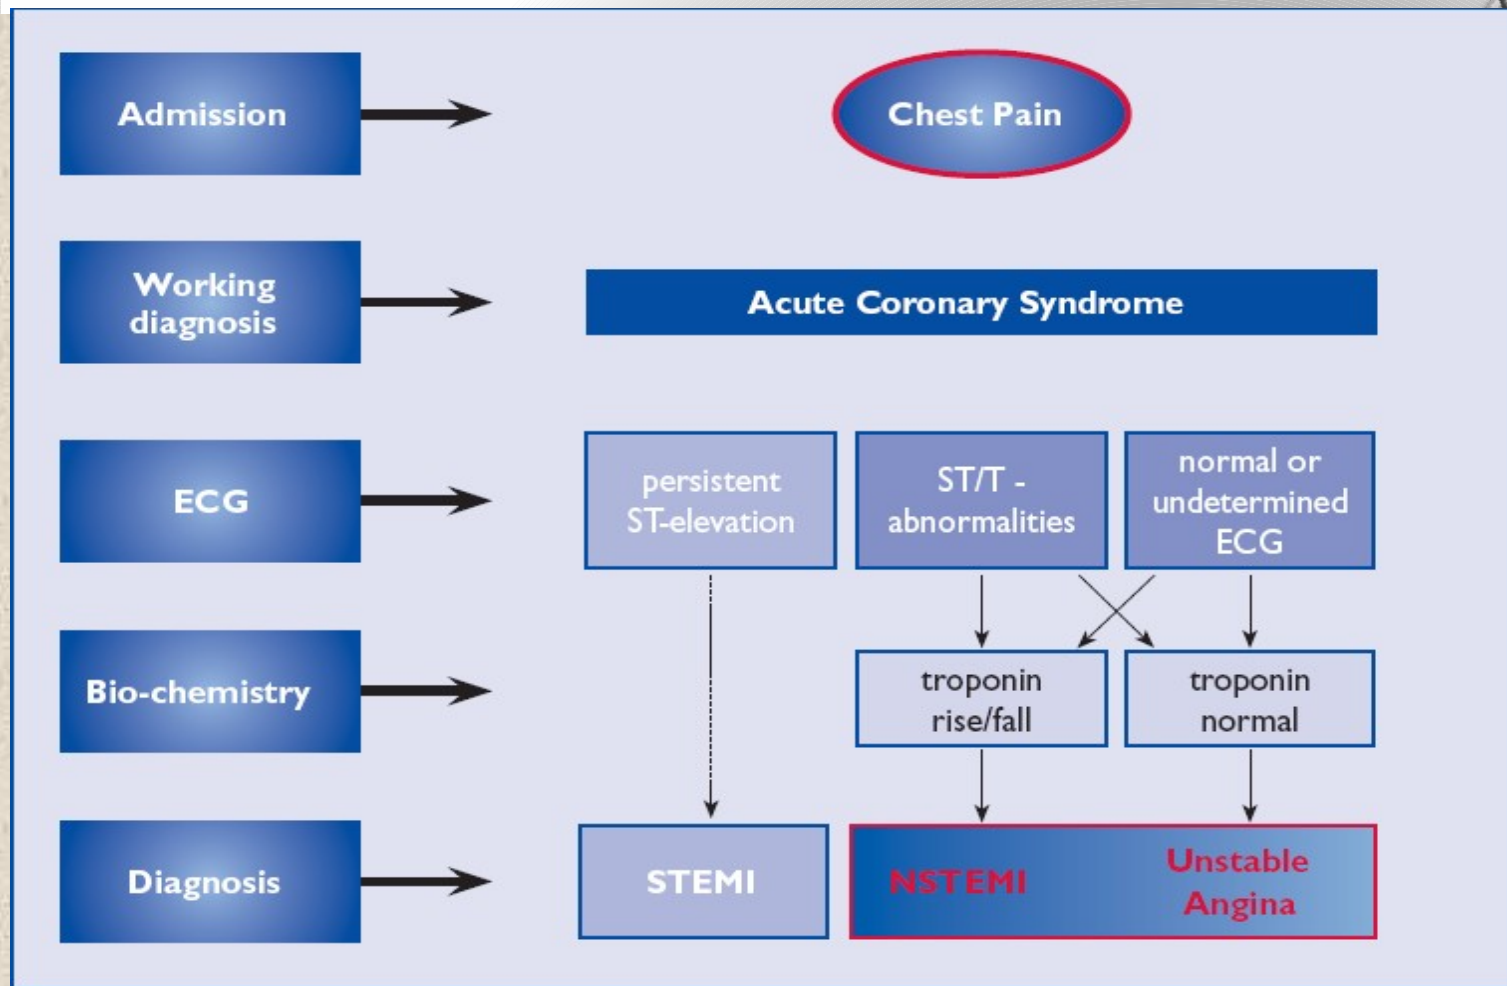 Admission
Chest Pain
Working
diagnosis
Acute Coronary Syndrome
ECG
persistent
ST-elevation
ST/T -
abnormalities
normal or
undetermined
ECG
Bio-chemistry
troponin
rise/fall
troponin
normal
Diagnosis
STEMI
NSTEMI
Unstable
Angina